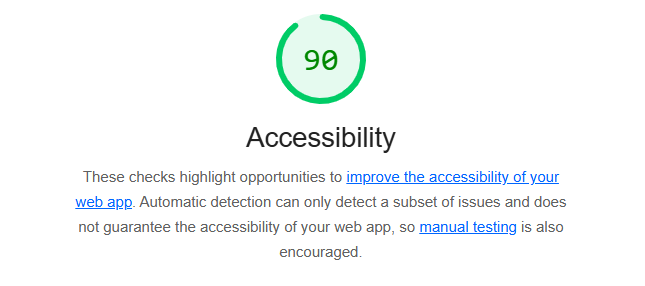 90
Accessibility
These checks highlight opportunities to improve the accessibility of your
web app. Automatic detection can only detect a subset of issues and does
not guarantee the accessibility of your web app, so manual testing is also
encouraged.